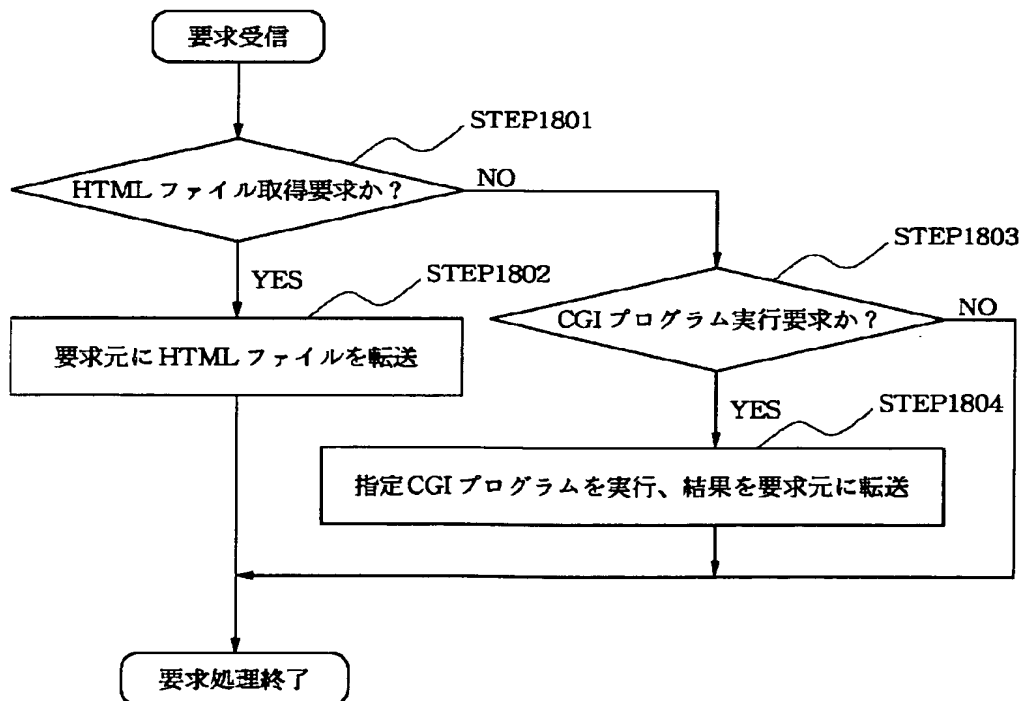 要求受信
STEP1801
HTML ファイル取得要求か？
NO
STEP1803
YES
STEP1802
CGI プログラム実行要求か？
NO
要求元に HTML ファイルを転送
YES
STEP1804
指定CGI プログラムを実行、結果を要求元に転送
要求処理終了